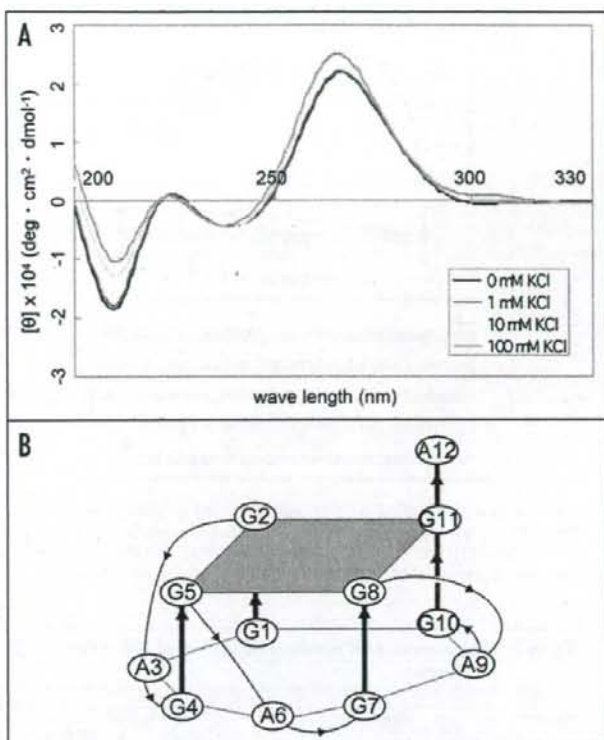 A
3
2
1
0
-1
-2
-3
[θ] x 10⁴ (deg · cm² · dmol⁻¹)
200
250
300
330
0 mM KCl
1 mM KCl
10 mM KCl
100 mM KCl
wave length (nm)
B
A12
G2
G11
G5
G8
G1
G10
A3
A9
G4
A6
G7